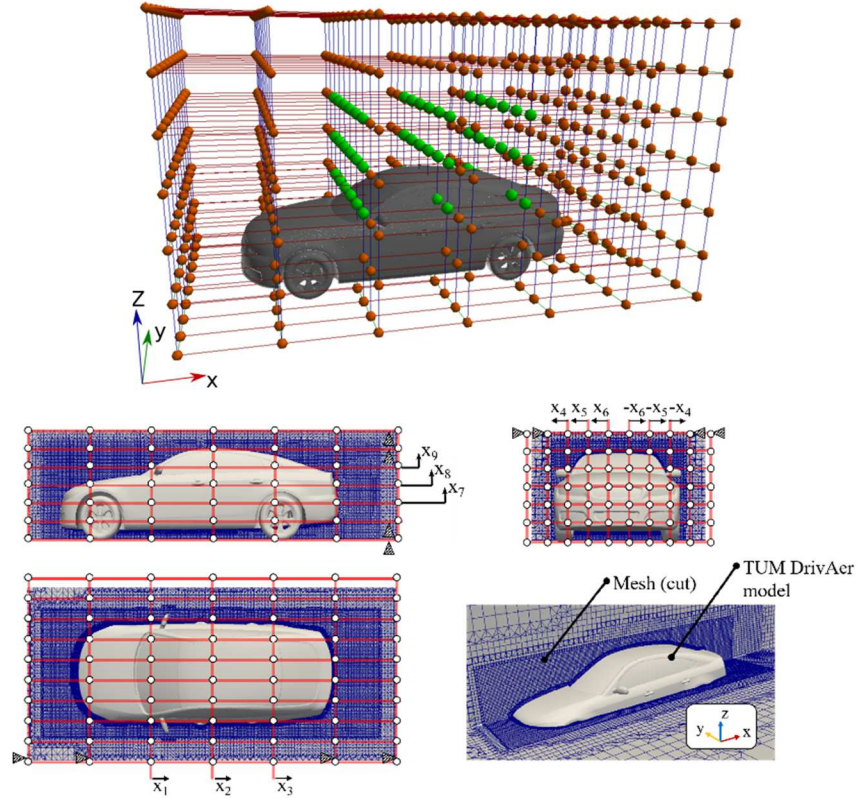 Z
y
x
x4 x5 x6 -x6 -x5 -x4
x9
x8
x7
Mesh (cut)
TUM DrivAer
model
z
y x
x1 x2 x3